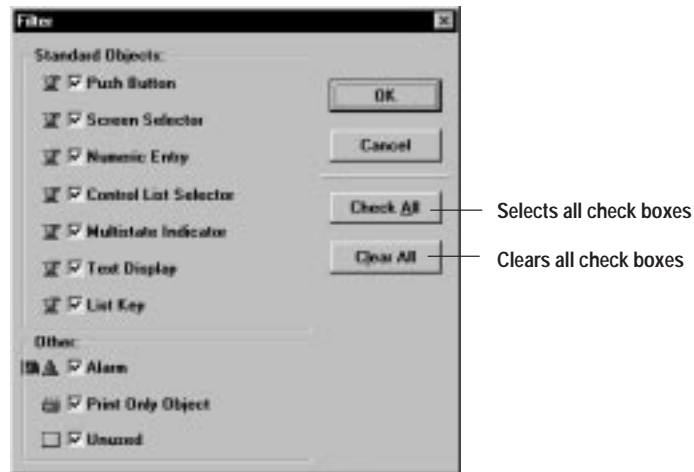 Filter
Standard Objects:
Push Button
Screen Selector
Numeric Entry
Control List Selector
Multistate Indicator
Text Display
List Key
Other:
Alarm
Print Only Object
Unused
OK
Cancel
Check All
Clear All
Selects all check boxes
Clears all check boxes